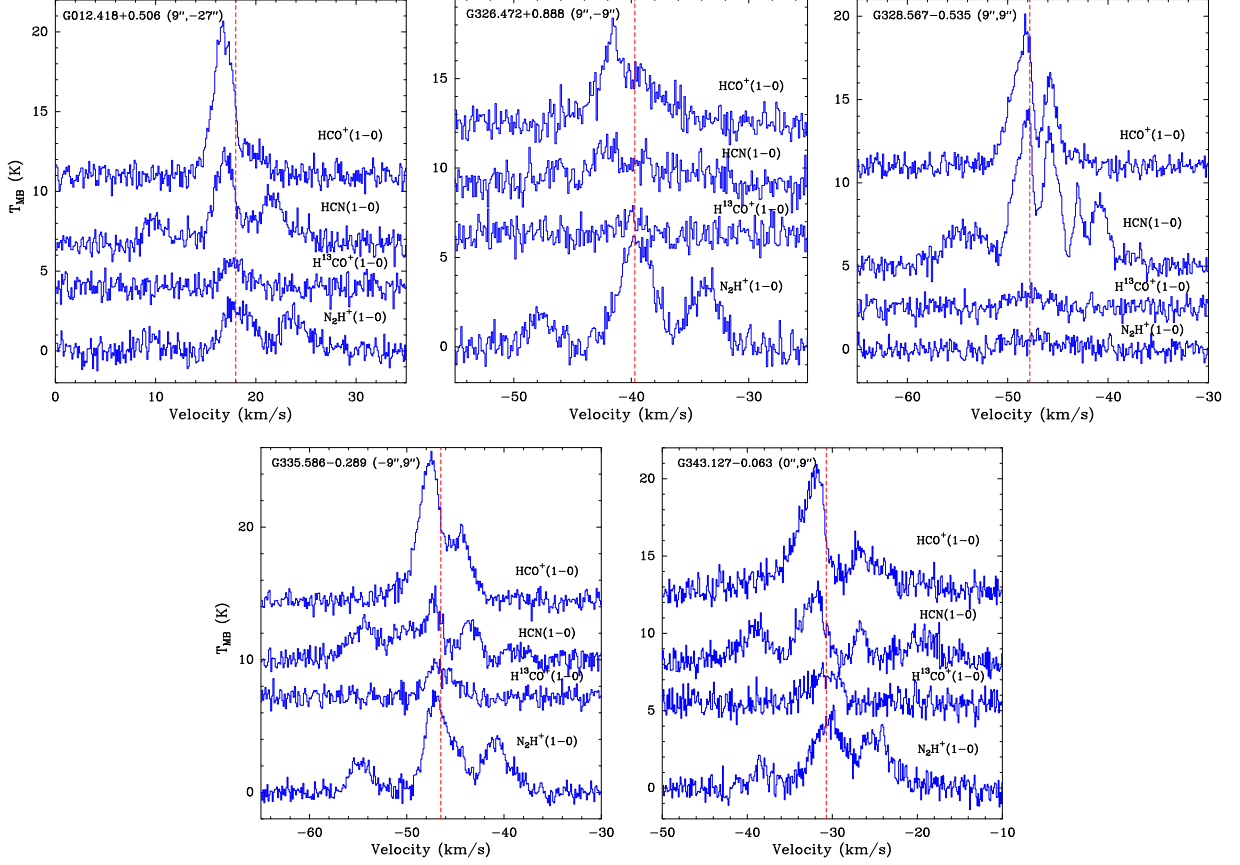 G012.418+0.506 (9″,−27″)
HCO⁺(1−0)
HCN(1−0)
H¹³CO⁺(1−0)
N₂H⁺(1−0)
T_MB (K)
20
15
10
5
0
0 10 20 30
Velocity (km/s)
G326.472+0.888 (9″,−9″)
HCO⁺(1−0)
HCN(1−0)
H¹³CO⁺(1−0)
N₂H⁺(1−0)
15
10
5
0
−50 −40 −30
Velocity (km/s)
G328.567−0.535 (9″,9″)
HCO⁺(1−0)
HCN(1−0)
H¹³CO⁺(1−0)
N₂H⁺(1−0)
20
15
10
5
0
−60 −50 −40 −30
Velocity (km/s)
G335.586−0.289 (−9″,9″)
HCO⁺(1−0)
HCN(1−0)
H¹³CO⁺(1−0)
N₂H⁺(1−0)
T_MB (K)
20
10
0
−60 −50 −40 −30
Velocity (km/s)
G343.127−0.063 (0″,9″)
HCO⁺(1−0)
HCN(1−0)
H¹³CO⁺(1−0)
N₂H⁺(1−0)
20
15
10
5
0
−50 −40 −30 −20 −10
Velocity (km/s)